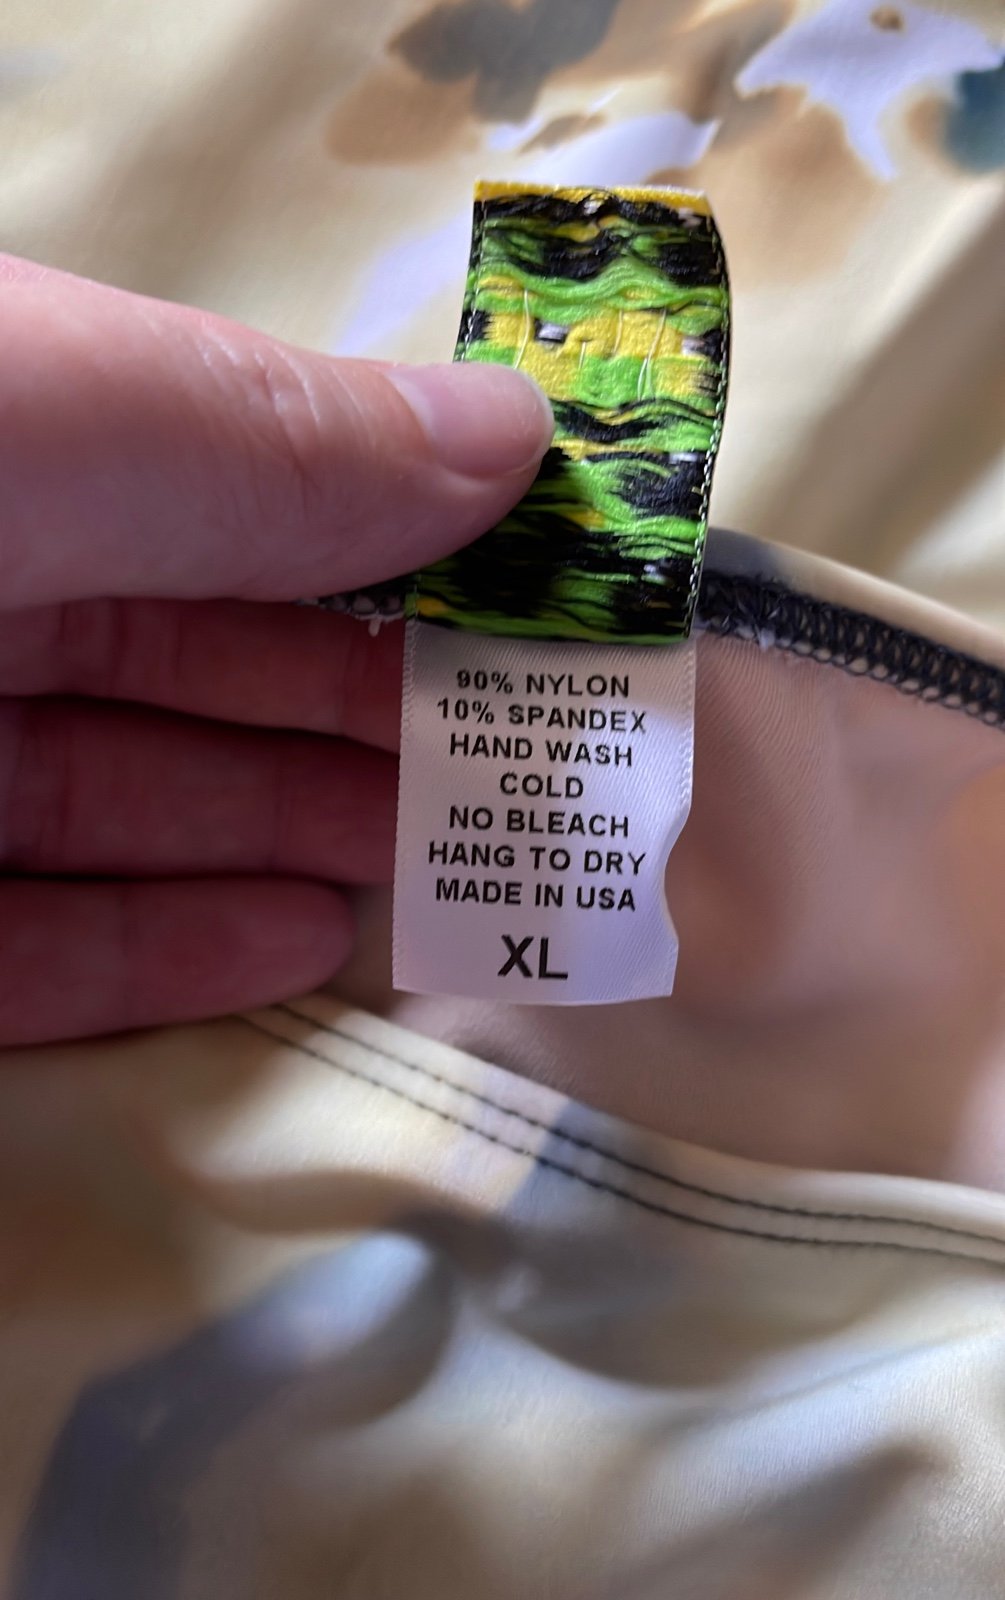 90% NYLON
10% SPANDEX
HAND WASH
COLD
NO BLEACH
HANG TO DRY
MADE IN USA
XL